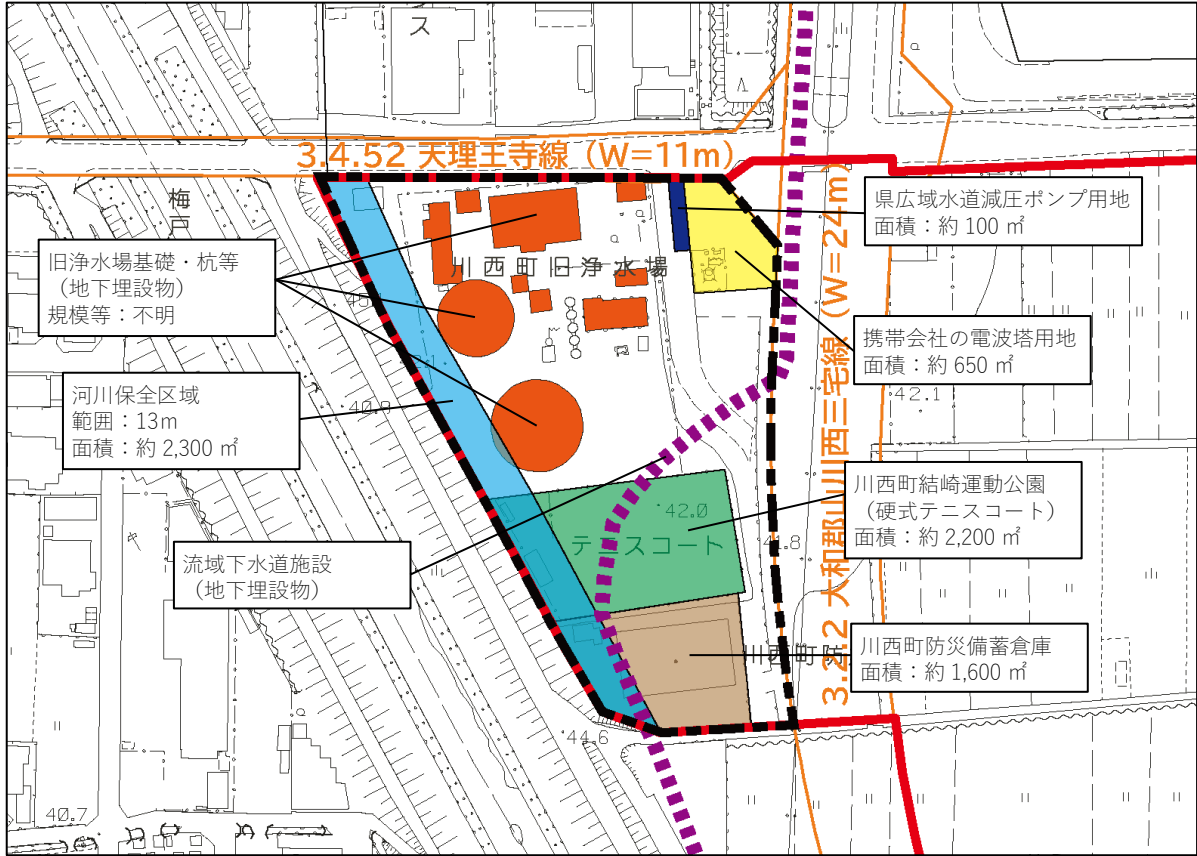 ス
3.4.52 天理王寺線（W=11m）
梅戸
県広域水道減圧ポンプ用地
面積：約 100 ㎡
旧浄水場基礎・杭等
（地下埋設物）
規模等：不明
川西町旧浄水場
3.2.2 大和郡山川西三宅線（W=24m）
携帯会社の電波塔用地
面積：約 650 ㎡
河川保全区域
範囲：13m
面積：約 2,300 ㎡
40.8
42.1
川西町結崎運動公園
（硬式テニスコート）
面積：約 2,200 ㎡
42.0
テニスコート
41.8
流域下水道施設
（地下埋設物）
川西町防
川西町防災備蓄倉庫
面積：約 1,600 ㎡
44.6
40.7